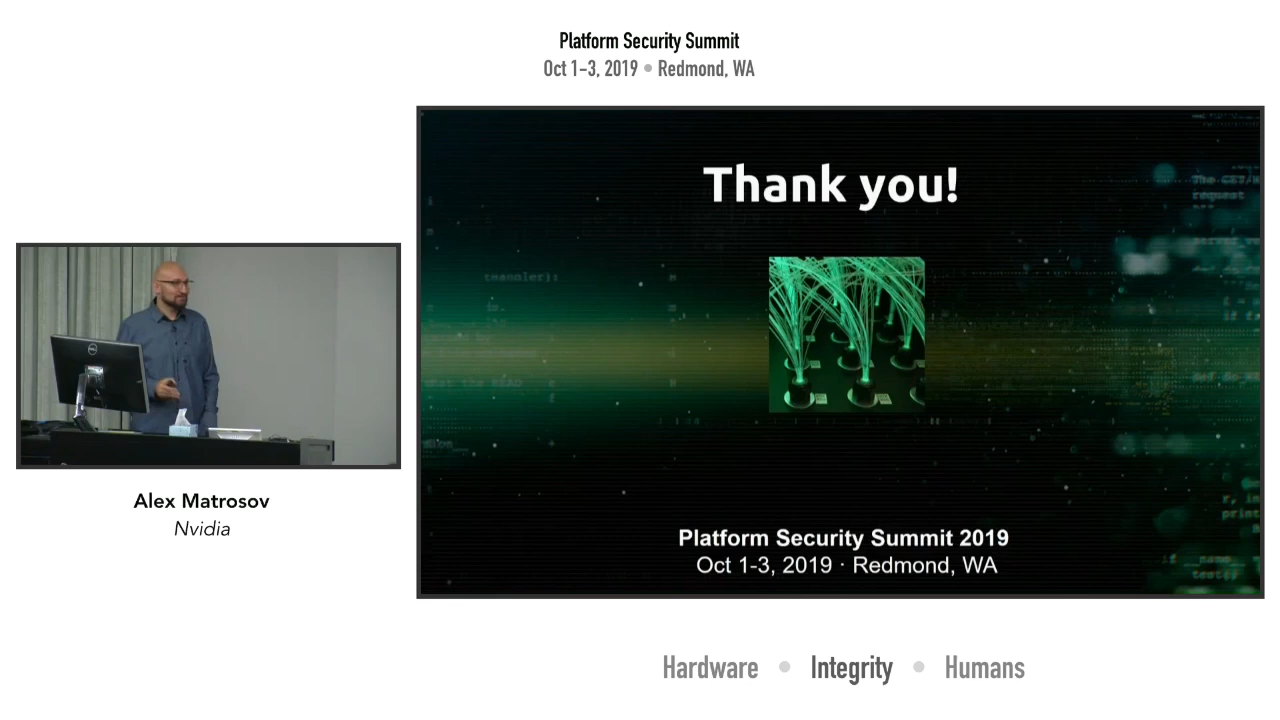 Platform Security Summit
Oct 1-3, 2019 • Redmond, WA
Thank you!
Platform Security Summit 2019
Oct 1-3, 2019 · Redmond, WA
DELL
Alex Matrosov
Nvidia
Hardware • Integrity • Humans